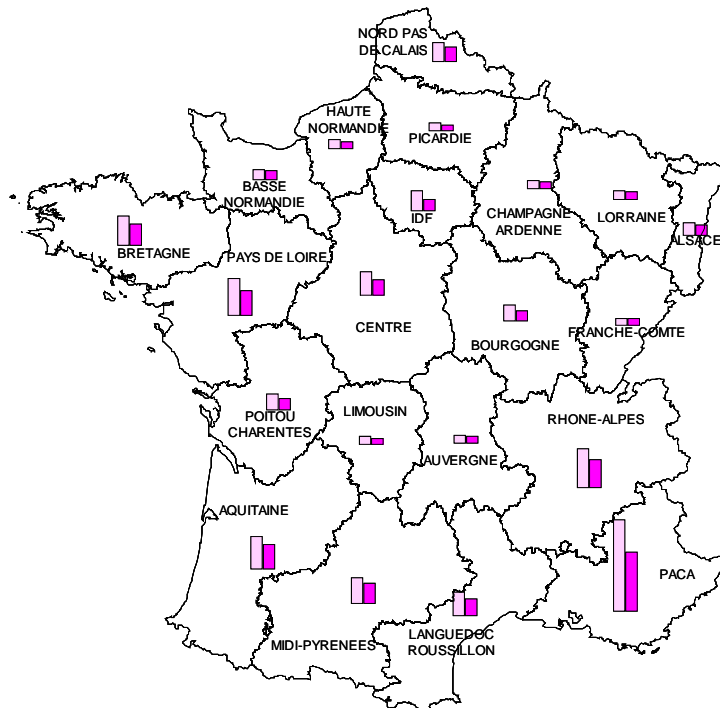 NORD PAS
DE CALAIS
HAUTE
NORMANDIE
PICARDIE
BASSE
NORMANDIE
IDF
CHAMPAGNE
ARDENNE
LORRAINE
ALSACE
BRETAGNE
PAYS DE LOIRE
CENTRE
BOURGOGNE
FRANCHE-COMTE
POITOU
CHARENTES
LIMOUSIN
AUVERGNE
RHONE-ALPES
AQUITAINE
PACA
MIDI-PYRENEES
LANGUEDOC
ROUSSILLON